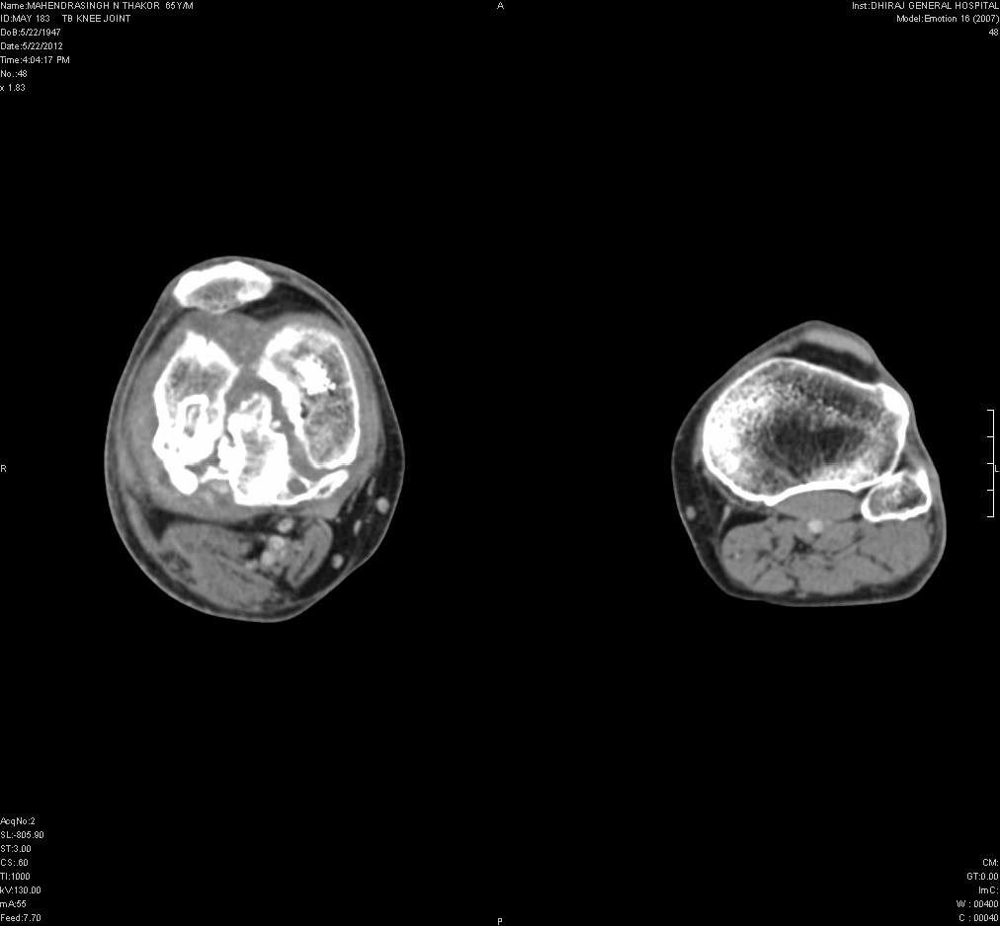 Name:MAHENDRASINGH N THAKOR 65Y/M
ID:MAY 183 TB KNEE JOINT
DoB:5/22/1947
Date:5/22/2012
Time:4:04:17 PM
No.:48
x 1.83
A
Inst:DHIRAJ GENERAL HOSPITAL
Model:Emotion 16 (2007)
48
R
L
AcqNo:2
SL:-805.90
ST:3.00
CS:.60
TI:1000
kV:130.00
mA:55
Feed:7.70
P
CM:
GT:0.00
ImC:
W : 00400
C : 00040